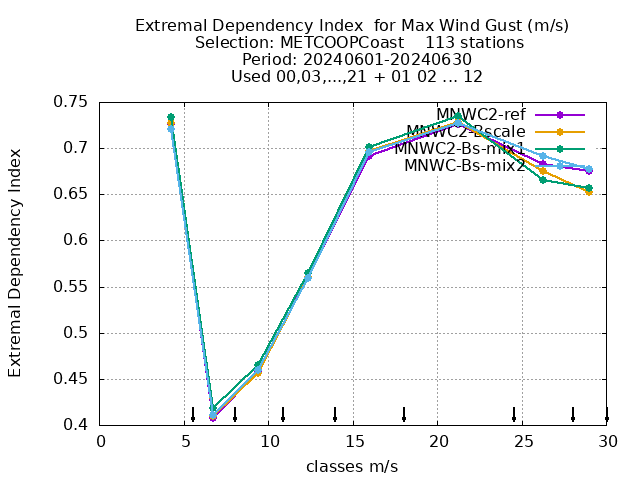 Extremal Dependency Index  for Max Wind Gust (m/s)
Selection: METCOOPCoast    113 stations
Period: 20240601-20240630
Used 00,03,...,21 + 01 02 ... 12
MNWC2-ref
MNWC2-Bscale
MNWC2-Bs-mix1
MNWC-Bs-mix2
Extremal Dependency Index
0.75
0.7
0.65
0.6
0.55
0.5
0.45
0.4
0 5 10 15 20 25 30
classes m/s